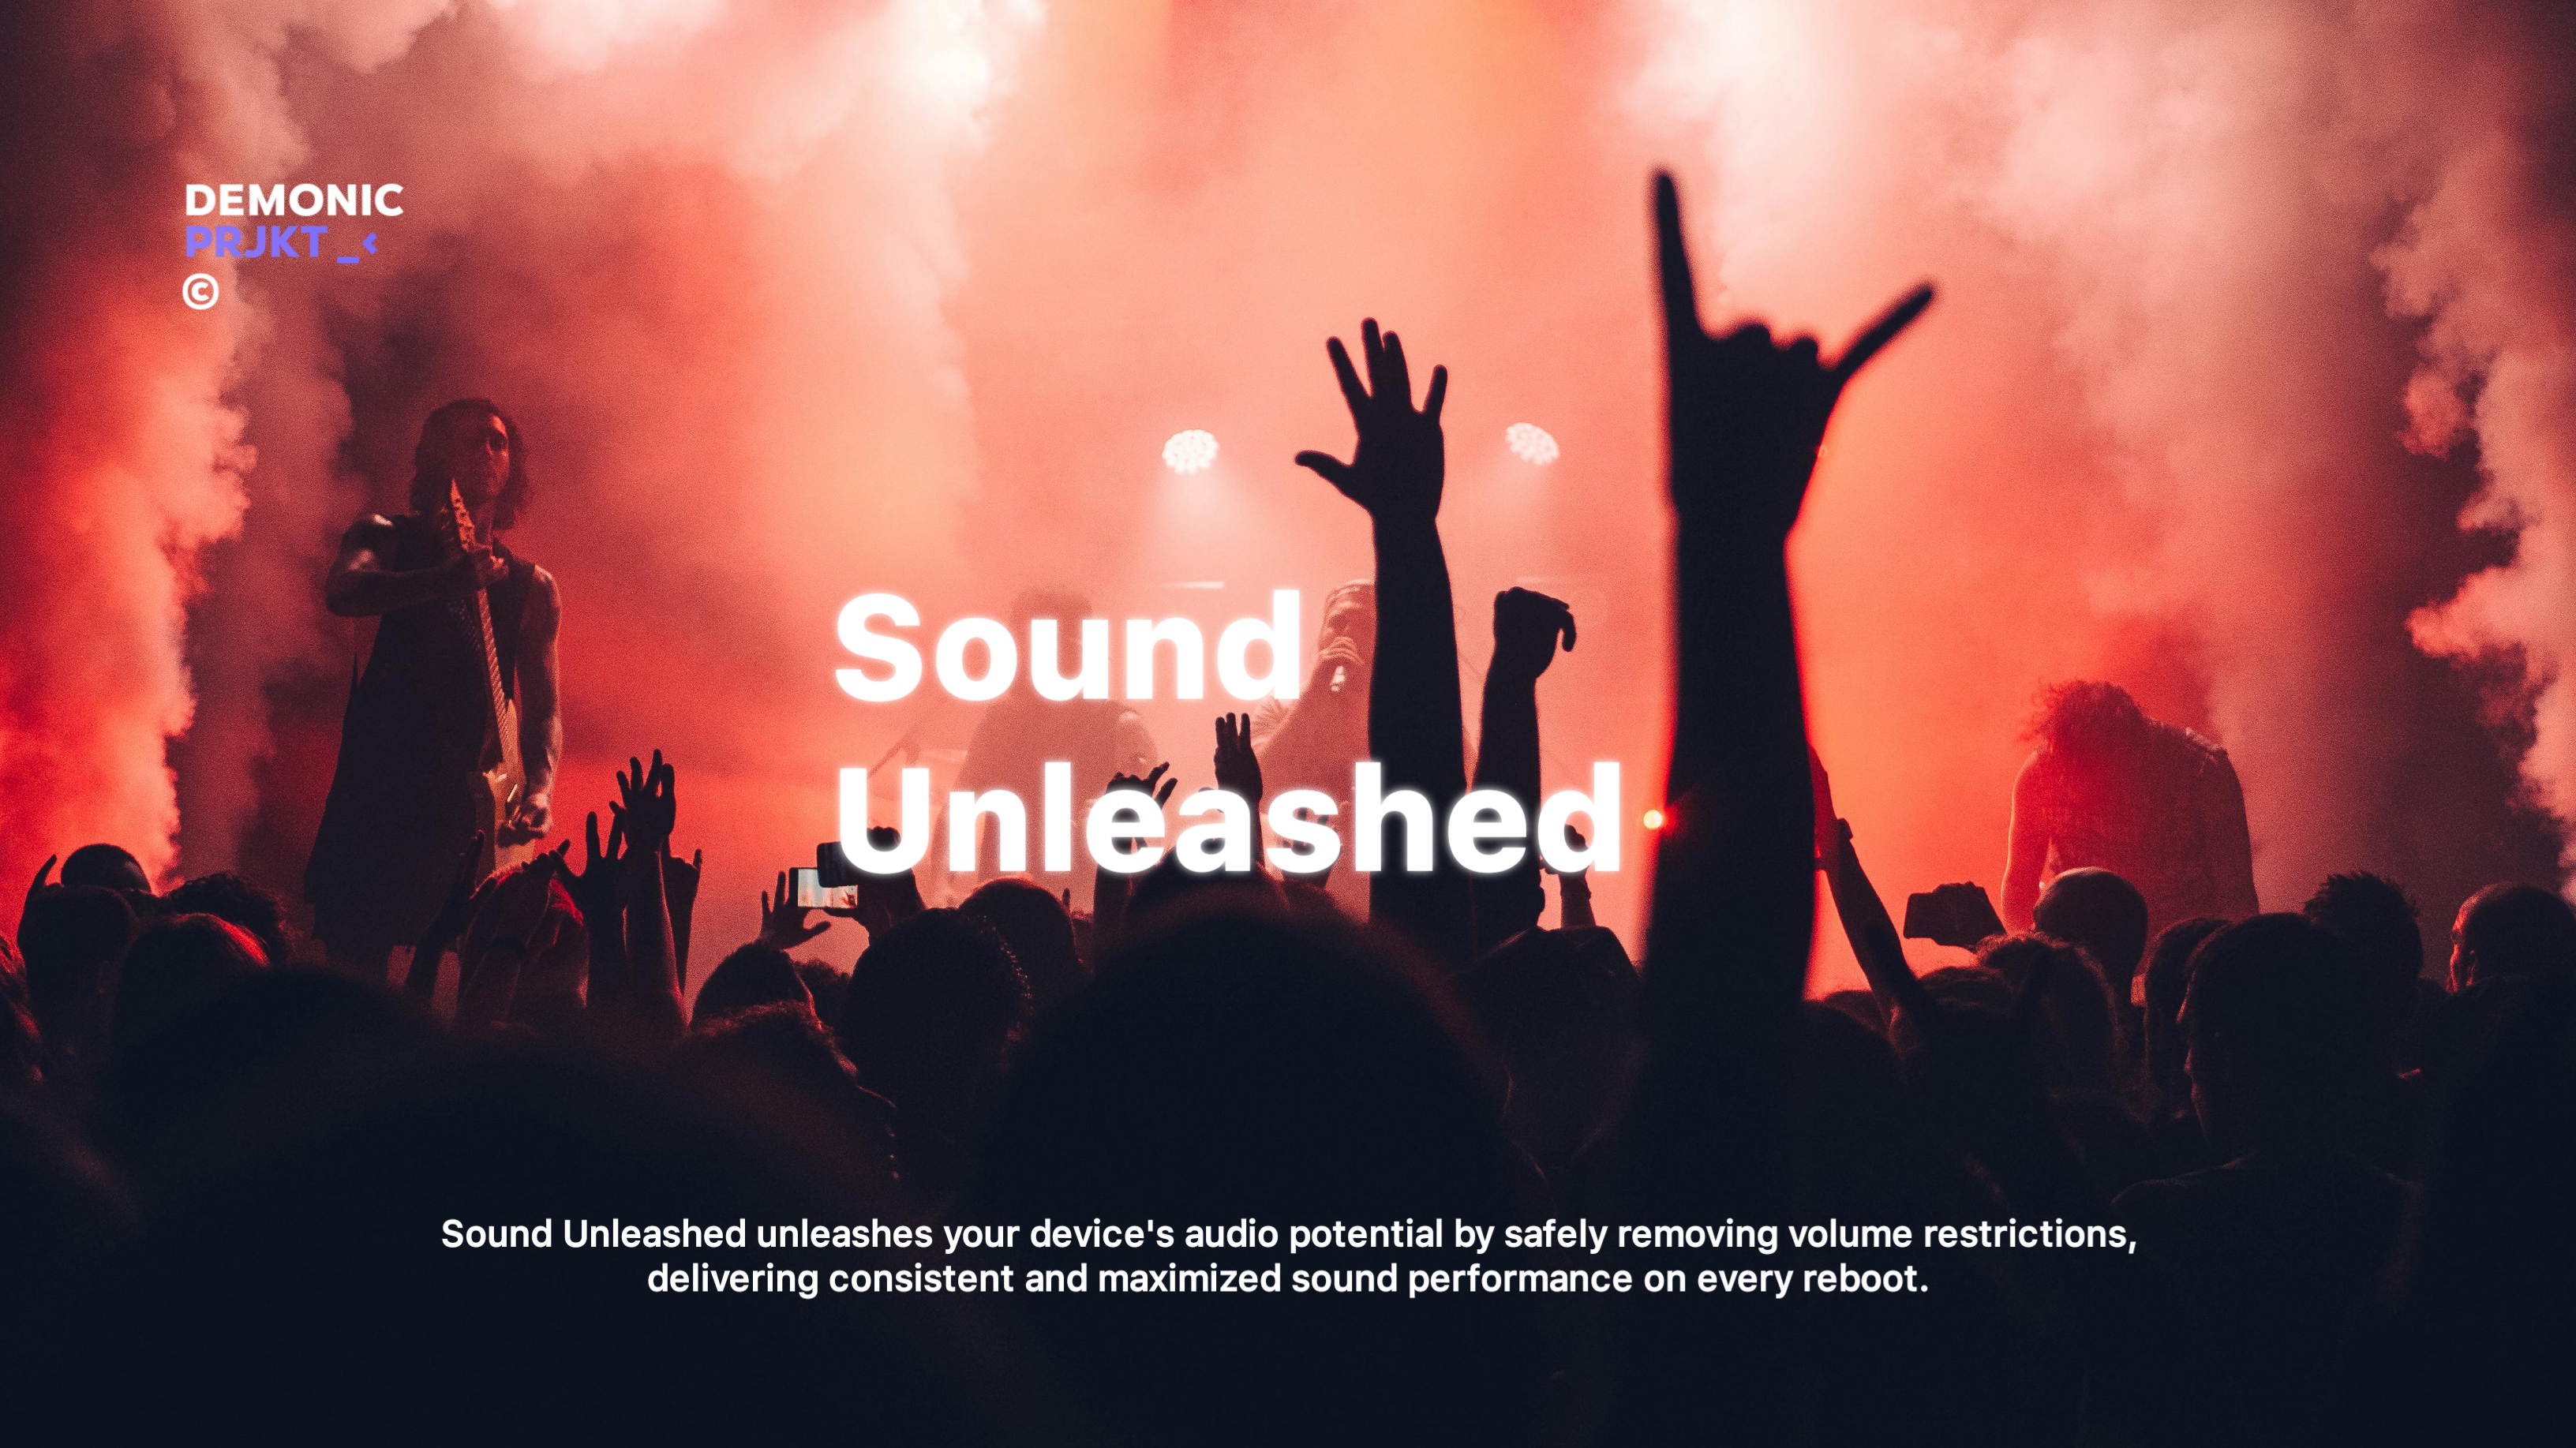 DEMONIC
PRJKT _‹
©
Sound
Unleashed
Sound Unleashed unleashes your device's audio potential by safely removing volume restrictions,
delivering consistent and maximized sound performance on every reboot.